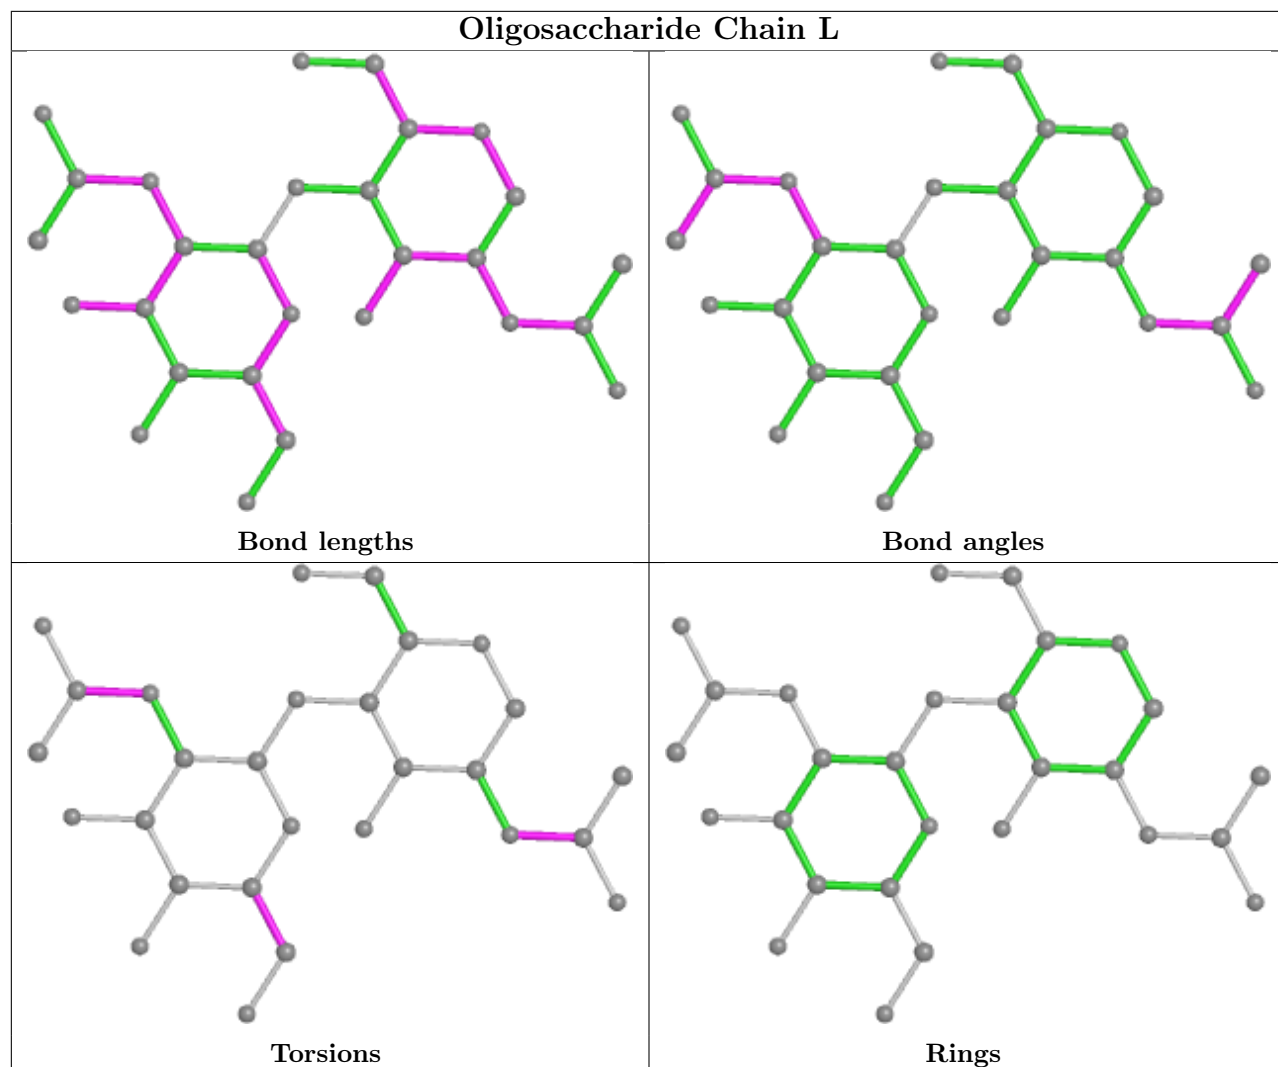 Oligosaccharide Chain L
Bond lengths
Bond angles
Torsions
Rings